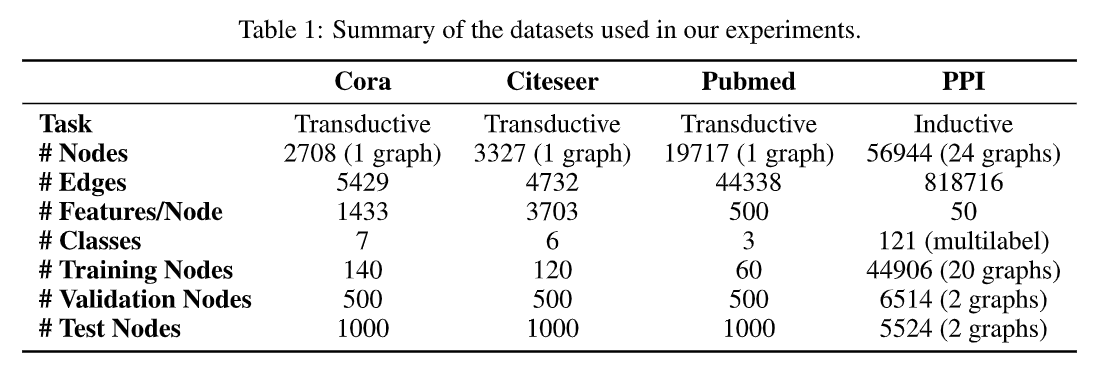 Table 1: Summary of the datasets used in our experiments.
Cora Citeseer Pubmed PPI
Task Transductive Transductive Transductive Inductive
# Nodes 2708 (1 graph) 3327 (1 graph) 19717 (1 graph) 56944 (24 graphs)
# Edges 5429 4732 44338 818716
# Features/Node 1433 3703 500 50
# Classes 7 6 3 121 (multilabel)
# Training Nodes 140 120 60 44906 (20 graphs)
# Validation Nodes 500 500 500 6514 (2 graphs)
# Test Nodes 1000 1000 1000 5524 (2 graphs)